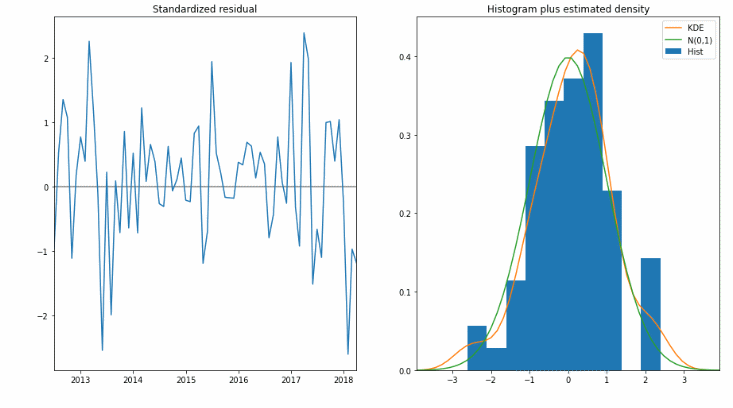 Standardized residual
2
1
0
−1
−2
2013 2014 2015 2016 2017 2018
Histogram plus estimated density
KDE
N(0,1)
Hist
0.4
0.3
0.2
0.1
0.0
−3 −2 −1 0 1 2 3